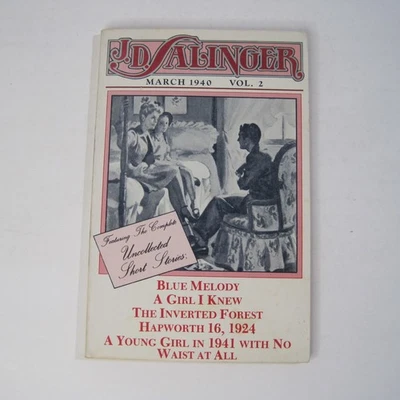 J.D. SALINGER
MARCH 1940 VOL. 2
Featuring The Complete
Uncollected
Short Stories:
BLUE MELODY
A GIRL I KNEW
THE INVERTED FOREST
HAPWORTH 16, 1924
A YOUNG GIRL IN 1941 WITH NO
WAIST AT ALL